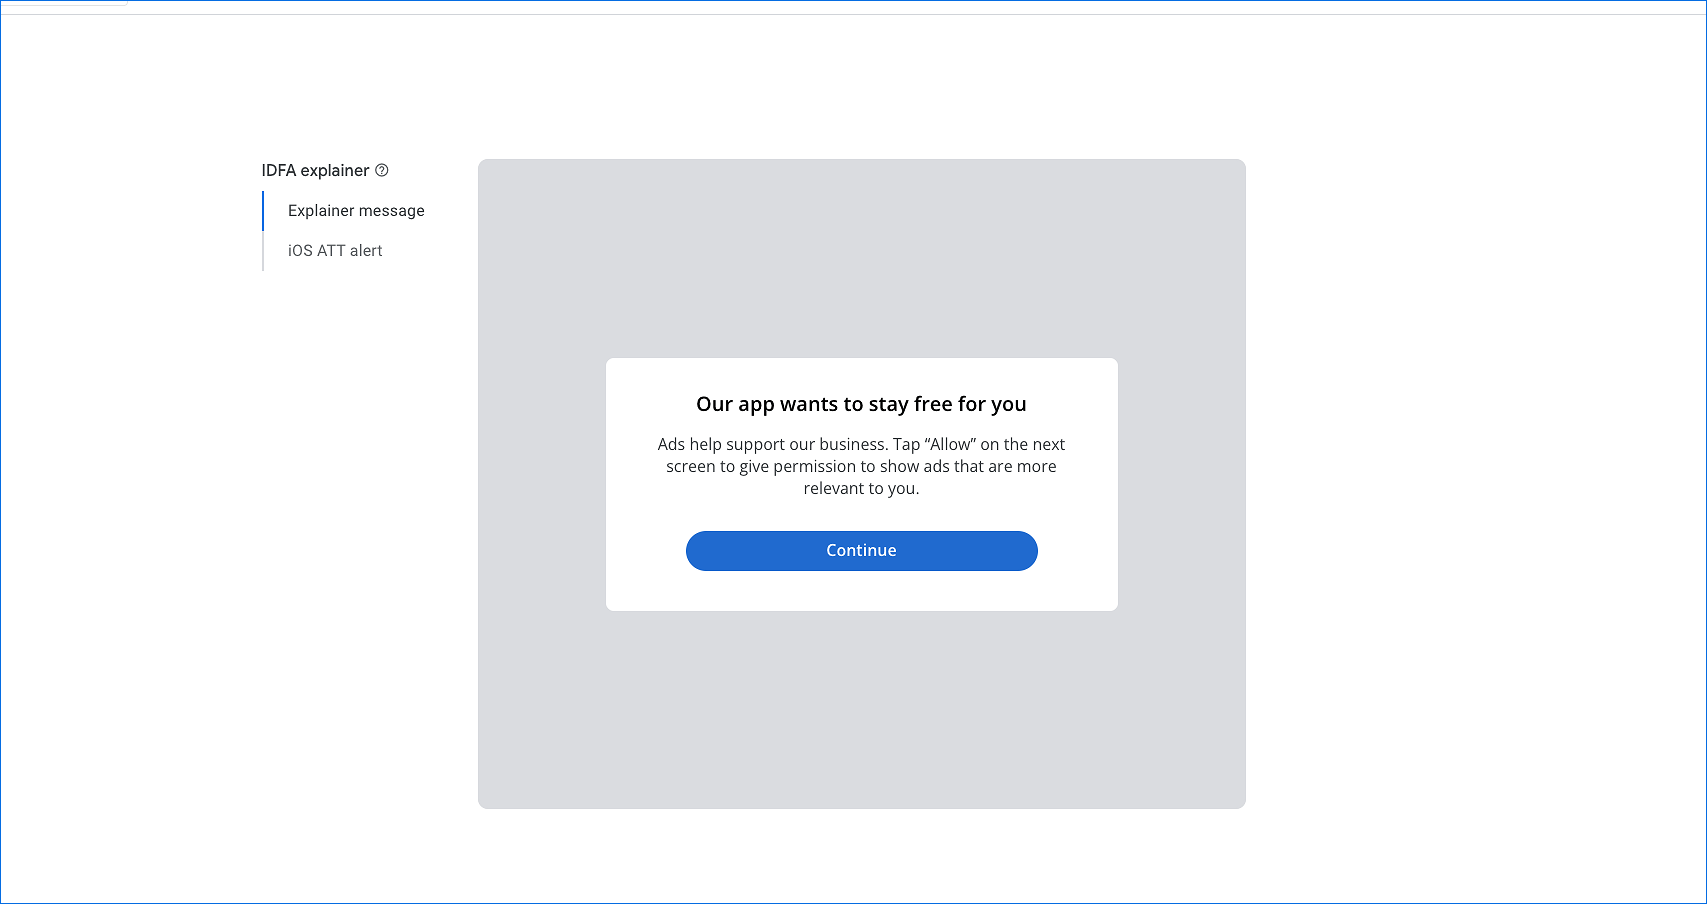 IDFA explainer
Explainer message
iOS ATT alert
Our app wants to stay free for you
Ads help support our business. Tap “Allow” on the next
screen to give permission to show ads that are more
relevant to you.
Continue